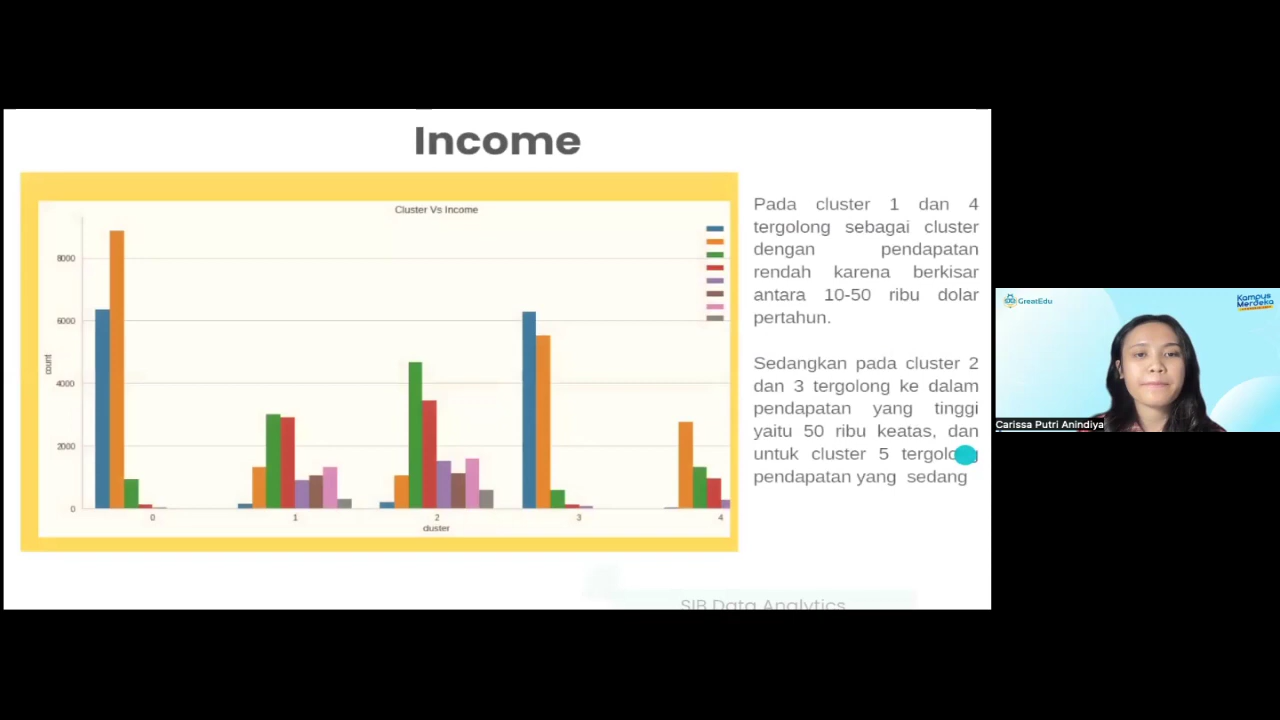 Income
Cluster Vs Income
8000
6000
4000
2000
0
count
0 1 2 3 4
cluster
Pada cluster 1 dan 4
tergolong sebagai cluster
dengan pendapatan
rendah karena berkisar
antara 10-50 ribu dolar
pertahun.
Sedangkan pada cluster 2
dan 3 tergolong ke dalam
pendapatan yang tinggi
yaitu 50 ribu keatas, dan
untuk cluster 5 tergolong
pendapatan yang sedang
SIB Data Analytics
GreatEdu
Kampus
Merdeka
Carissa Putri Anindiya